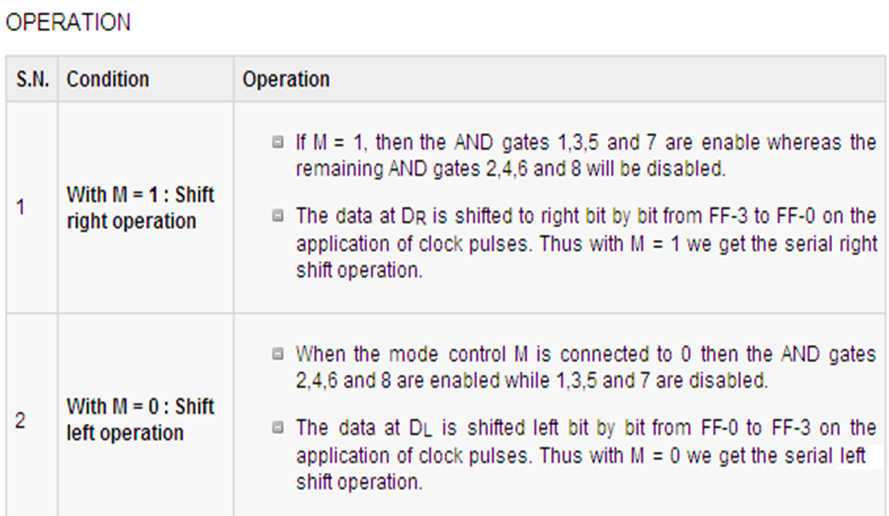 OPERATION
S.N. Condition Operation
1
With M = 1 : Shift
right operation
If M = 1, then the AND gates 1,3,5 and 7 are enable whereas the
remaining AND gates 2,4,6 and 8 will be disabled.
The data at DR is shifted to right bit by bit from FF-3 to FF-0 on the
application of clock pulses. Thus with M = 1 we get the serial right
shift operation.
2
With M = 0 : Shift
left operation
When the mode control M is connected to 0 then the AND gates
2,4,6 and 8 are enabled while 1,3,5 and 7 are disabled.
The data at DL is shifted left bit by bit from FF-0 to FF-3 on the
application of clock pulses. Thus with M = 0 we get the serial left
shift operation.